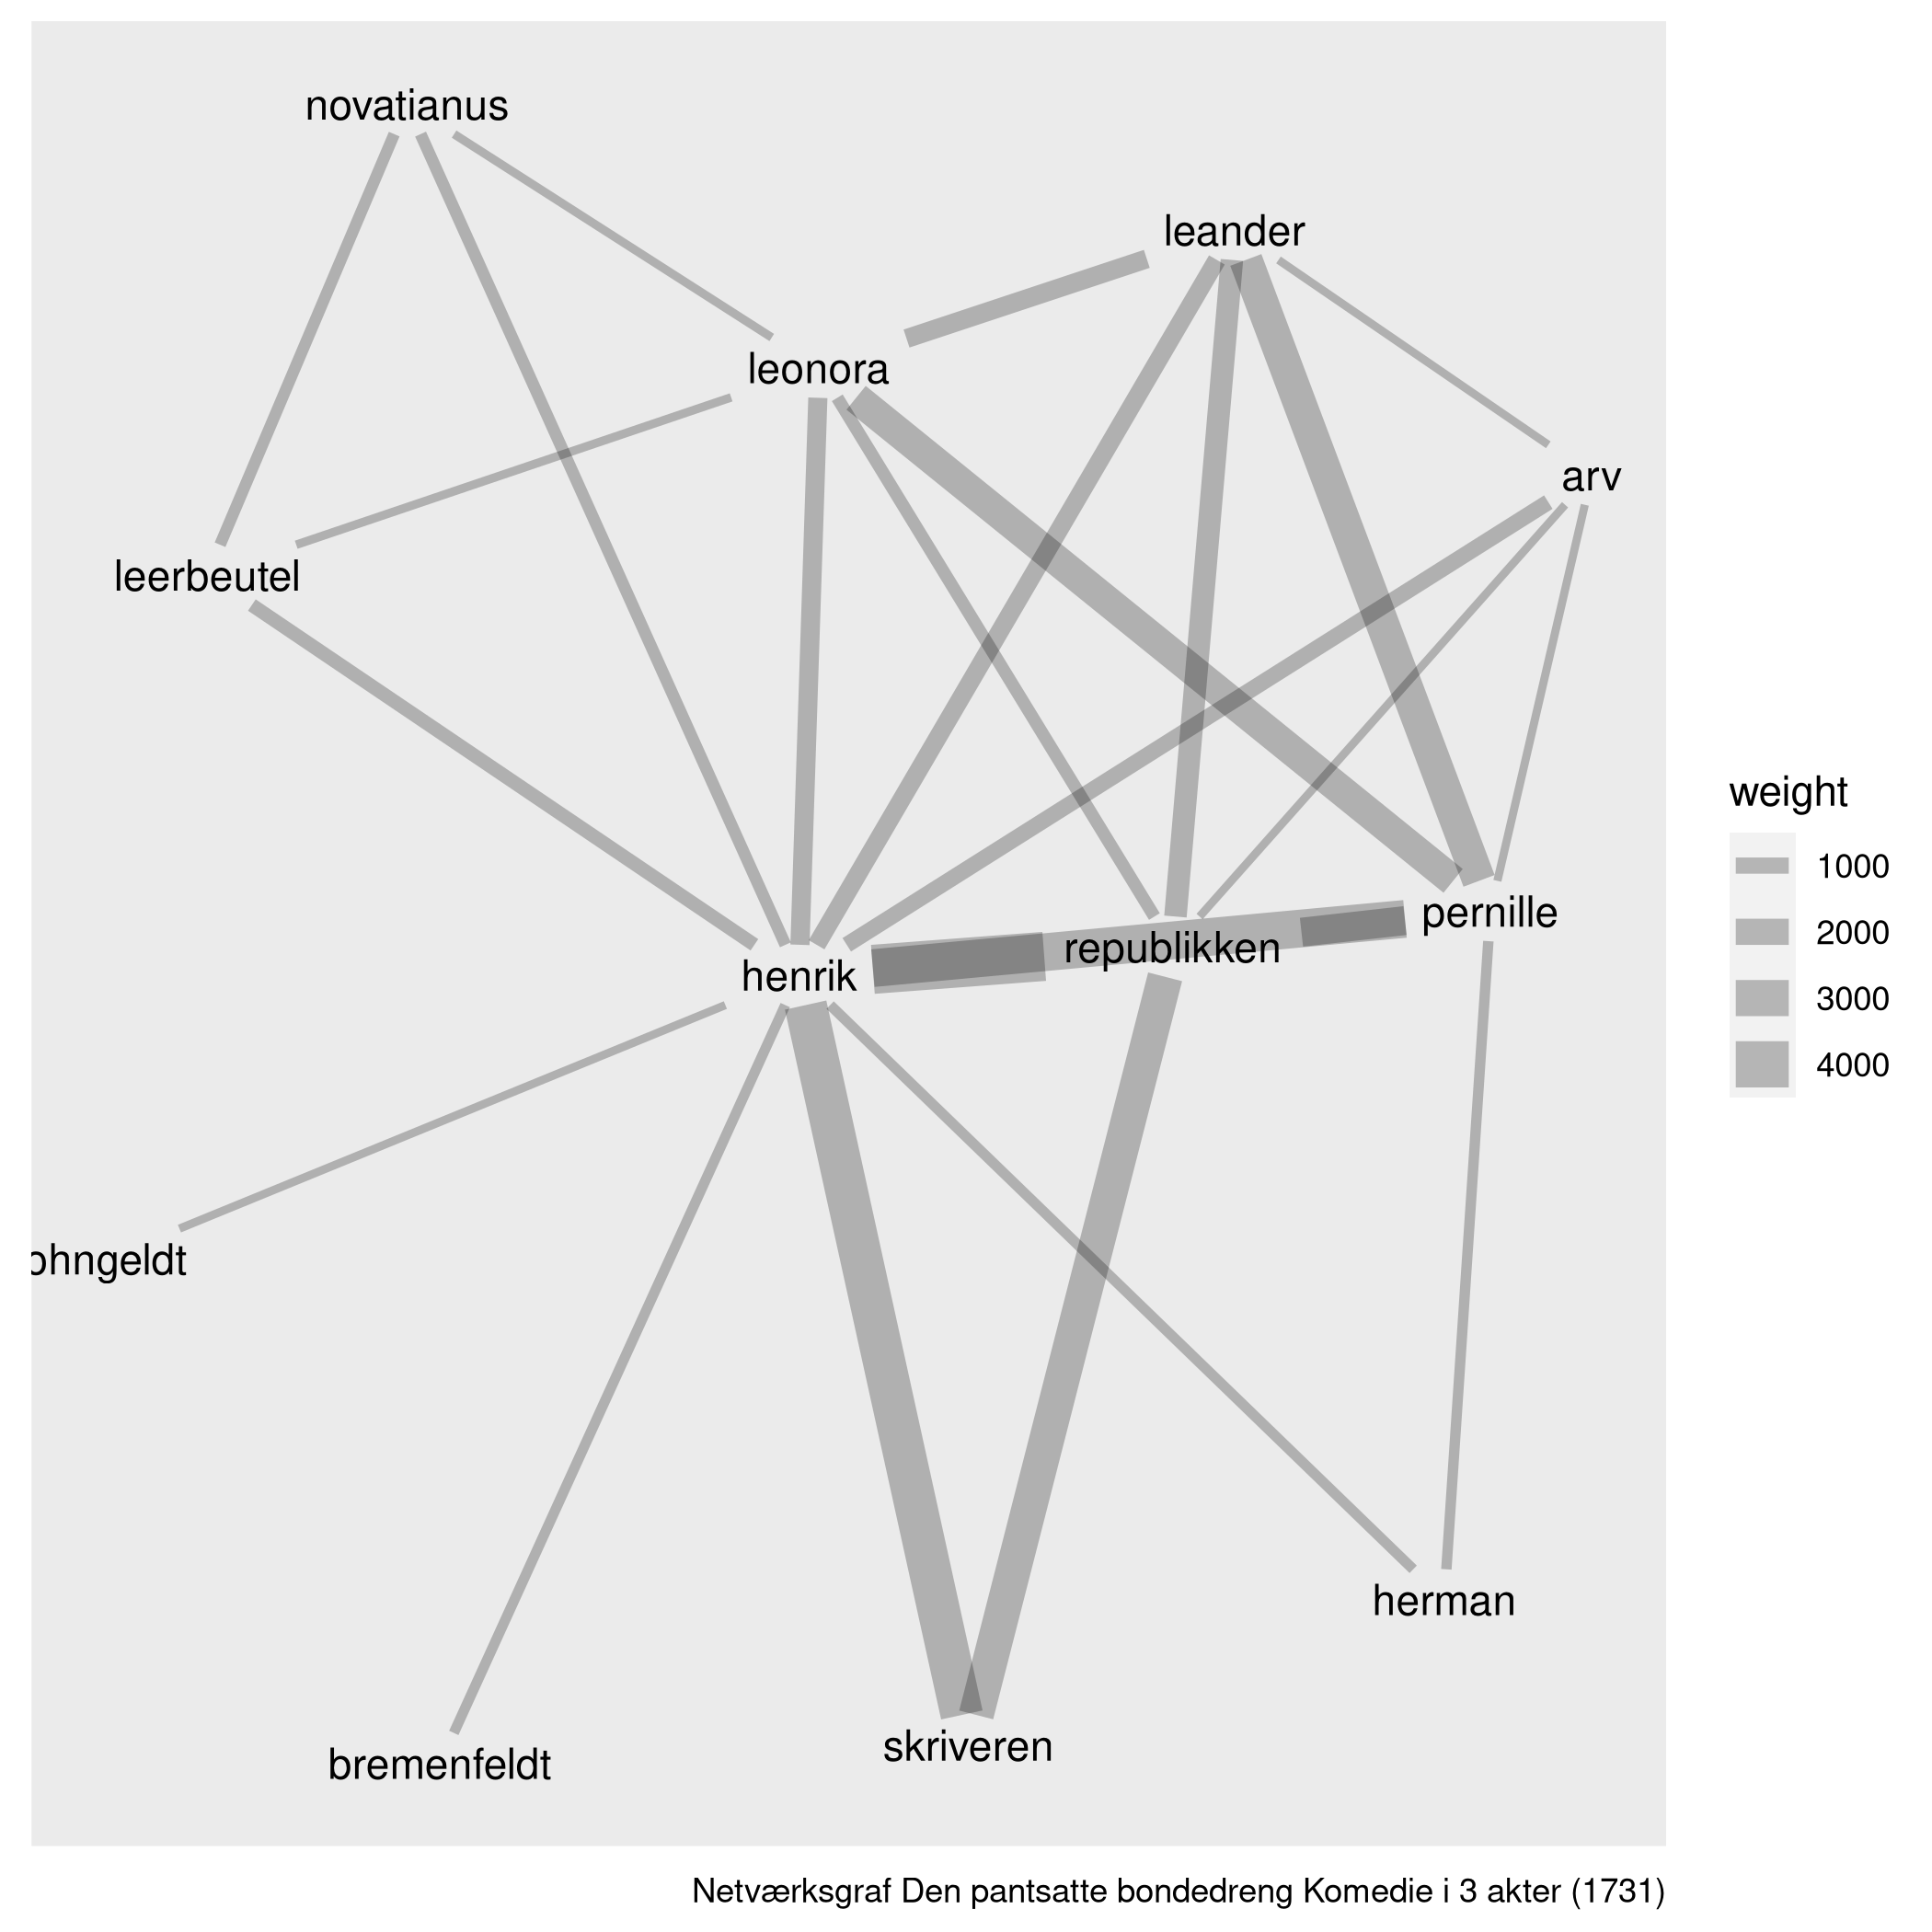 novatianus
leander
leonora
arv
leerbeutel
weight
1000
2000
3000
4000
pernille
republikken
henrik
ohngeldt
herman
skriveren
bremenfeldt
Netværksgraf Den pantsatte bondedreng Komedie i 3 akter (1731)